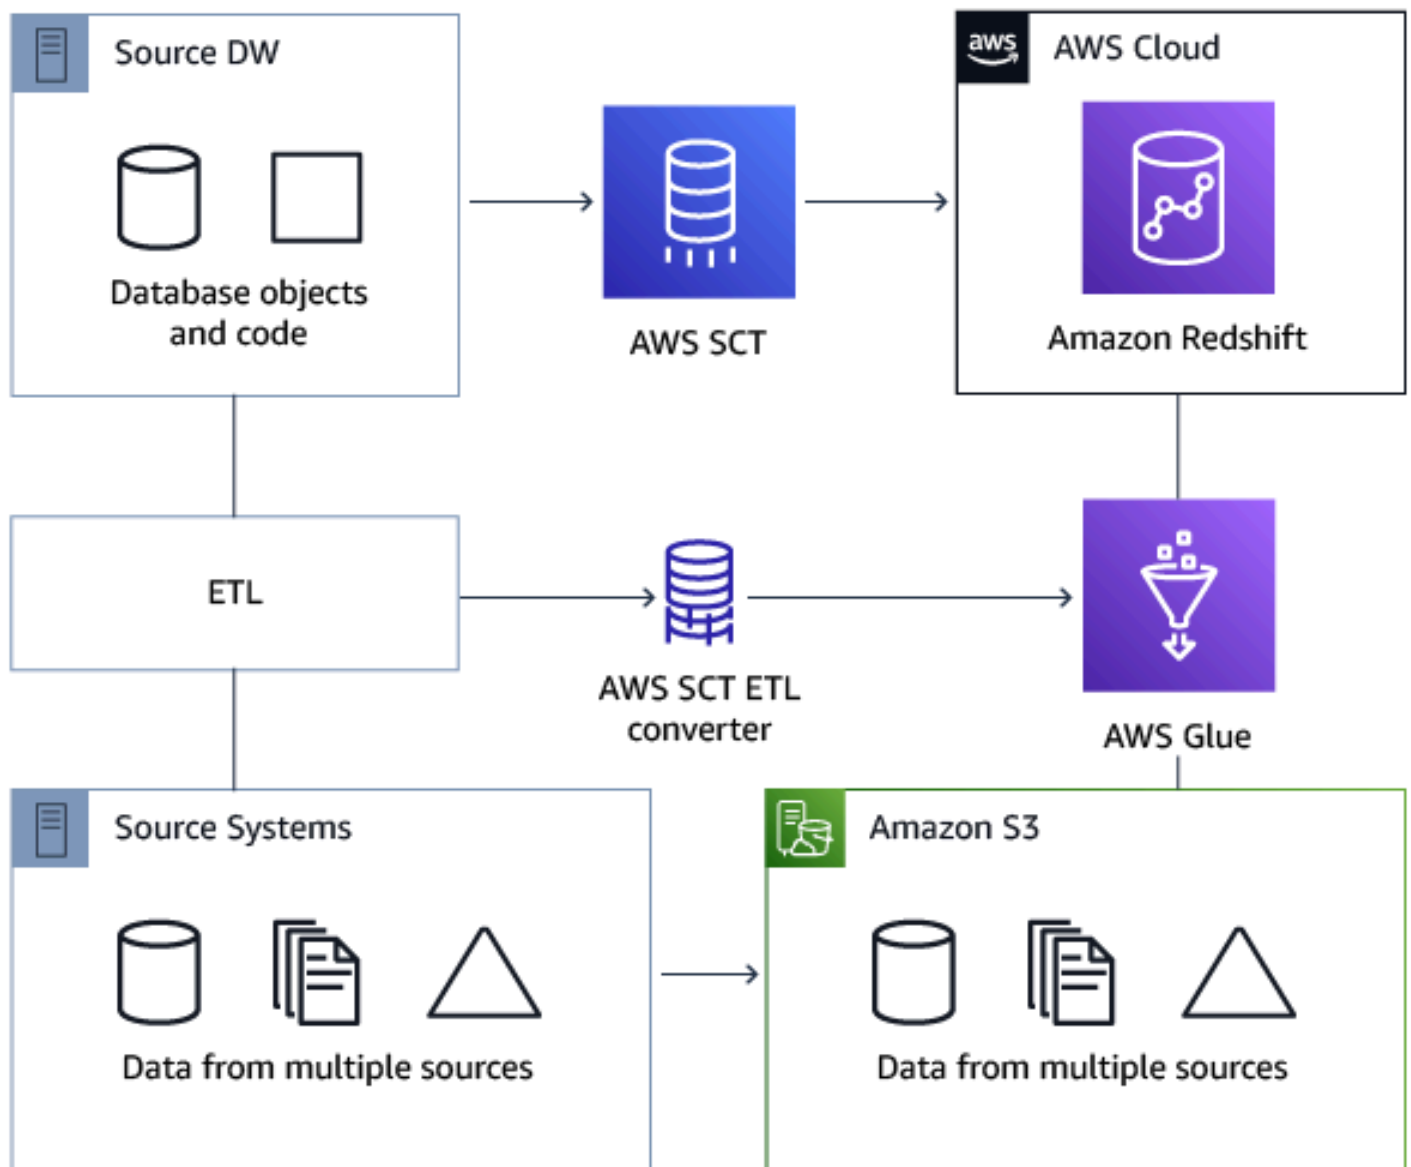 Source DW
aws
AWS Cloud
Database objects
and code
AWS SCT
Amazon Redshift
ETL
AWS SCT ETL
converter
AWS Glue
Source Systems
Amazon S3
Data from multiple sources
Data from multiple sources